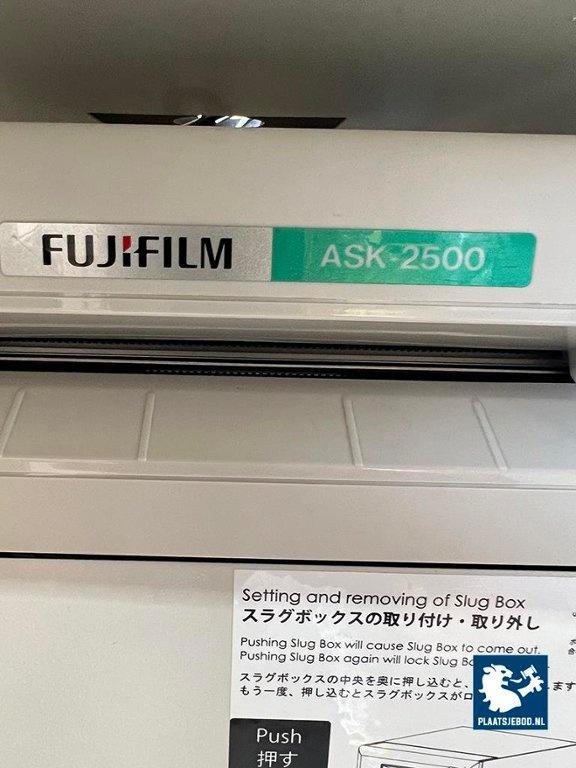 FUJIFILM ASK-2500
Setting and removing of Slug Box
スラグボックスの取り付け・取り外し
Pushing Slug Box will cause Slug Box to come out.
Pushing Slug Box again will lock Slug
スラグボックスの中央を奥に押し込むと、
ます
もう一度、押し込むとスラグボックスが
Push
押す
PLAATSJEBOD.NL